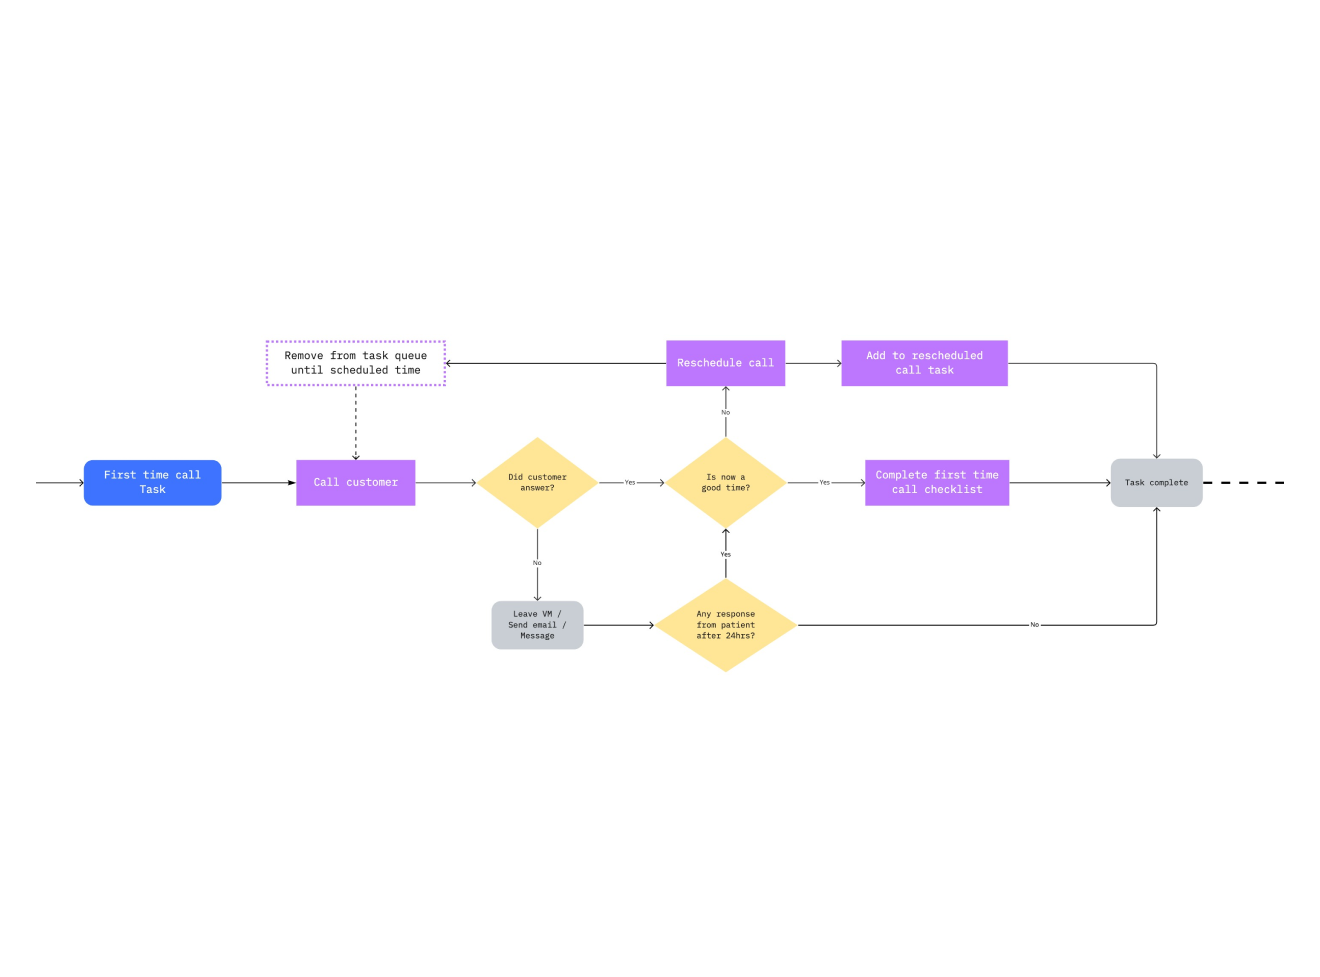 Remove from task queue
until scheduled time
Reschedule call
Add to rescheduled
call task
No
First time call
Task
Call customer
Did customer
answer?
Yes
Is now a
good time?
Yes
Complete first time
call checklist
Task complete
No
Yes
Leave VM /
Send email /
Message
Any response
from patient
after 24hrs?
No